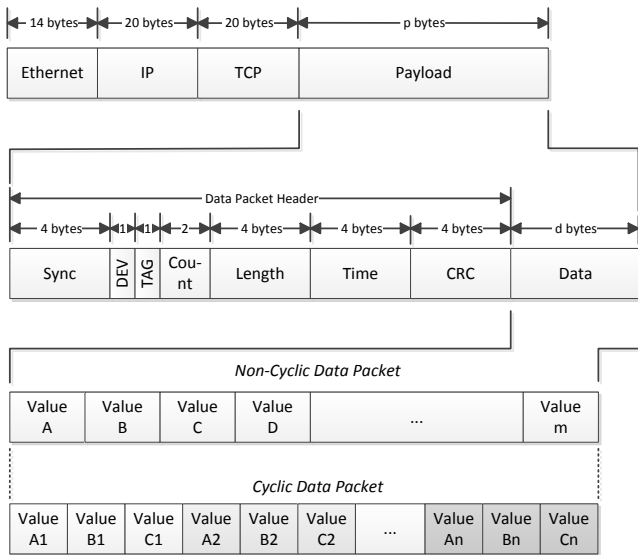 14 bytes 20 bytes 20 bytes p bytes
Ethernet IP TCP Payload
Data Packet Header
4 bytes 1 1 2 4 bytes 4 bytes 4 bytes d bytes
Sync DEV TAG Cou- Length Time CRC Data
nt
Non-Cyclic Data Packet
Value Value Value Value ... Value
A B C D m
Cyclic Data Packet
Value Value Value Value Value Value ... Value Value Value
A1 B1 C1 A2 B2 C2 An Bn Cn